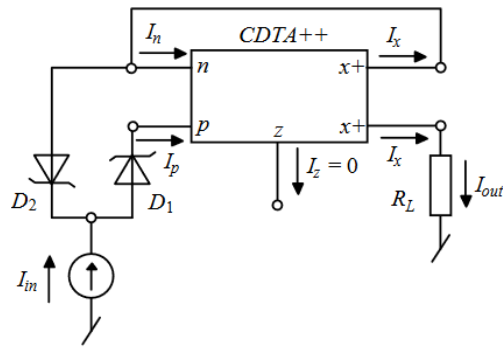 I_n CDTA++ I_x
n x+
p z x+
I_p I_z = 0 I_x
D_2 D_1 R_L I_out
I_in